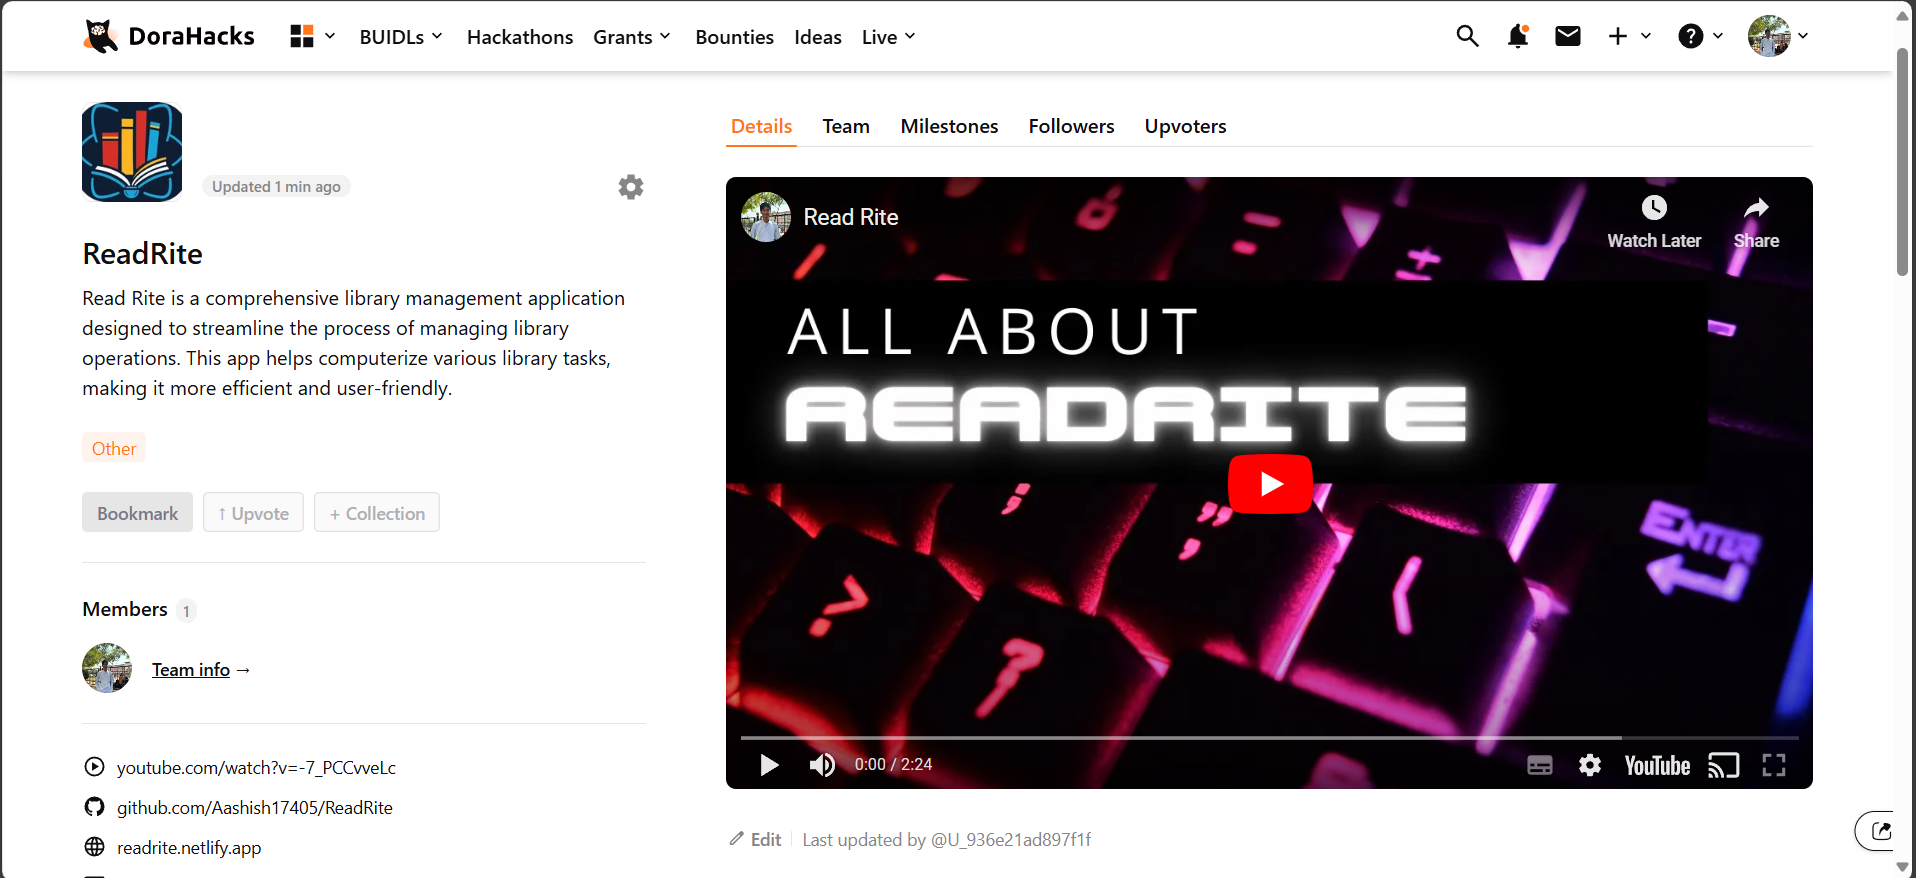 DoraHacks
BUIDLs
Hackathons
Grants
Bounties
Ideas
Live
Updated 1 min ago
ReadRite
Read Rite is a comprehensive library management application
designed to streamline the process of managing library
operations. This app helps computerize various library tasks,
making it more efficient and user-friendly.
Other
Bookmark
↑ Upvote
+ Collection
Members 1
Team info →
youtube.com/watch?v=-7_PCCvveLc
github.com/Aashish17405/ReadRite
readrite.netlify.app
Details
Team
Milestones
Followers
Upvoters
Read Rite
Watch Later
Share
ALL ABOUT
READRITE
ENTER
0:00 / 2:24
YouTube
Edit
Last updated by @U_936e21ad897f1f